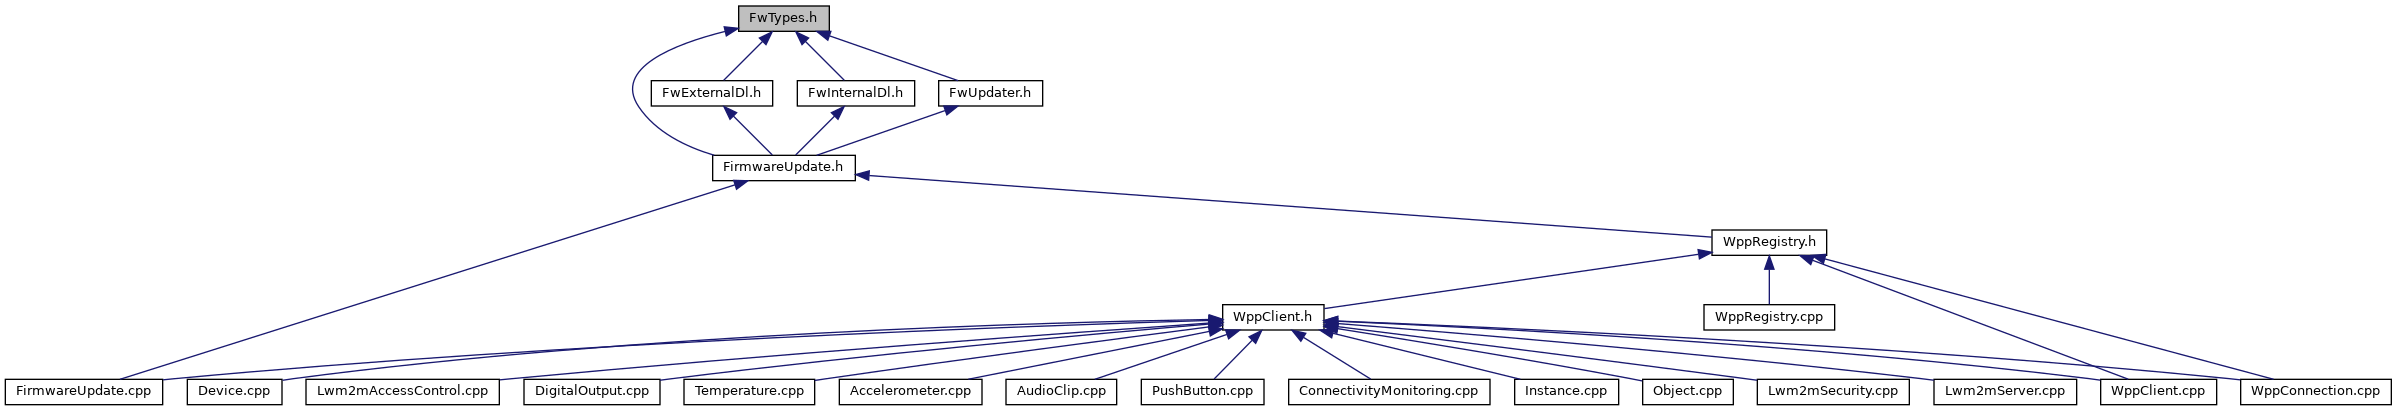 FwTypes.h
FwExternalDl.h
FwInternalDl.h
FwUpdater.h
FirmwareUpdate.h
WppRegistry.h
WppClient.h
WppRegistry.cpp
FirmwareUpdate.cpp
Device.cpp
Lwm2mAccessControl.cpp
DigitalOutput.cpp
Temperature.cpp
Accelerometer.cpp
AudioClip.cpp
PushButton.cpp
ConnectivityMonitoring.cpp
Instance.cpp
Object.cpp
Lwm2mSecurity.cpp
Lwm2mServer.cpp
WppClient.cpp
WppConnection.cpp